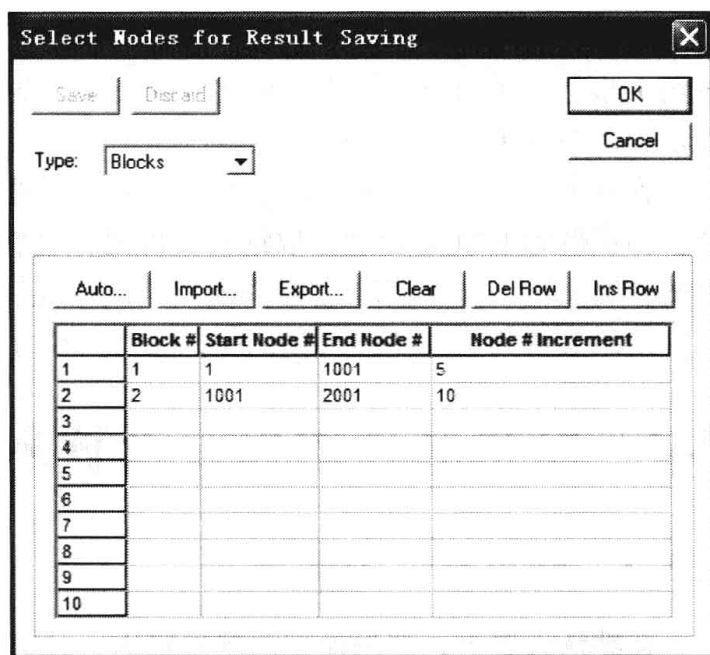 Select Nodes for Result Saving
Save Discard OK
Cancel
Type: Blocks
Auto... Import... Export... Clear Del Row Ins Row
Block # Start Node # End Node # Node # Increment
1 1 1 1001 5
2 2 1001 2001 10
3
4
5
6
7
8
9
10